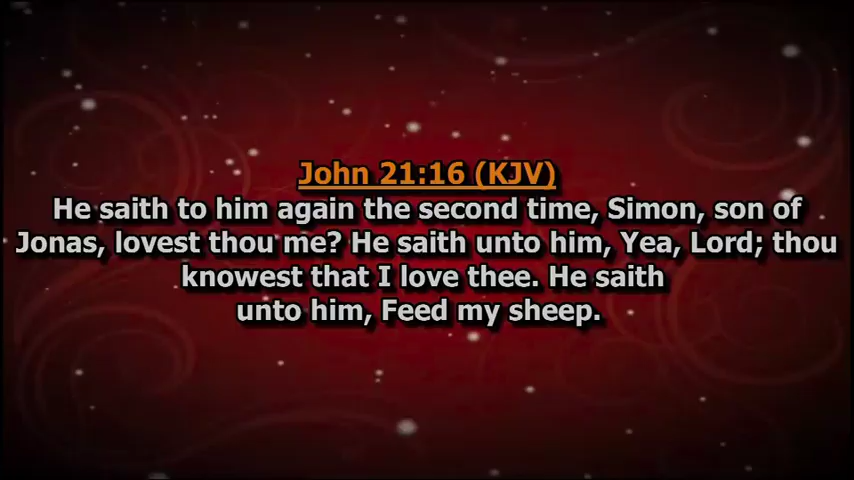 John 21:16 (KJV)
He saith to him again the second time, Simon, son of
Jonas, lovest thou me? He saith unto him, Yea, Lord; thou
knowest that I love thee. He saith
unto him, Feed my sheep.